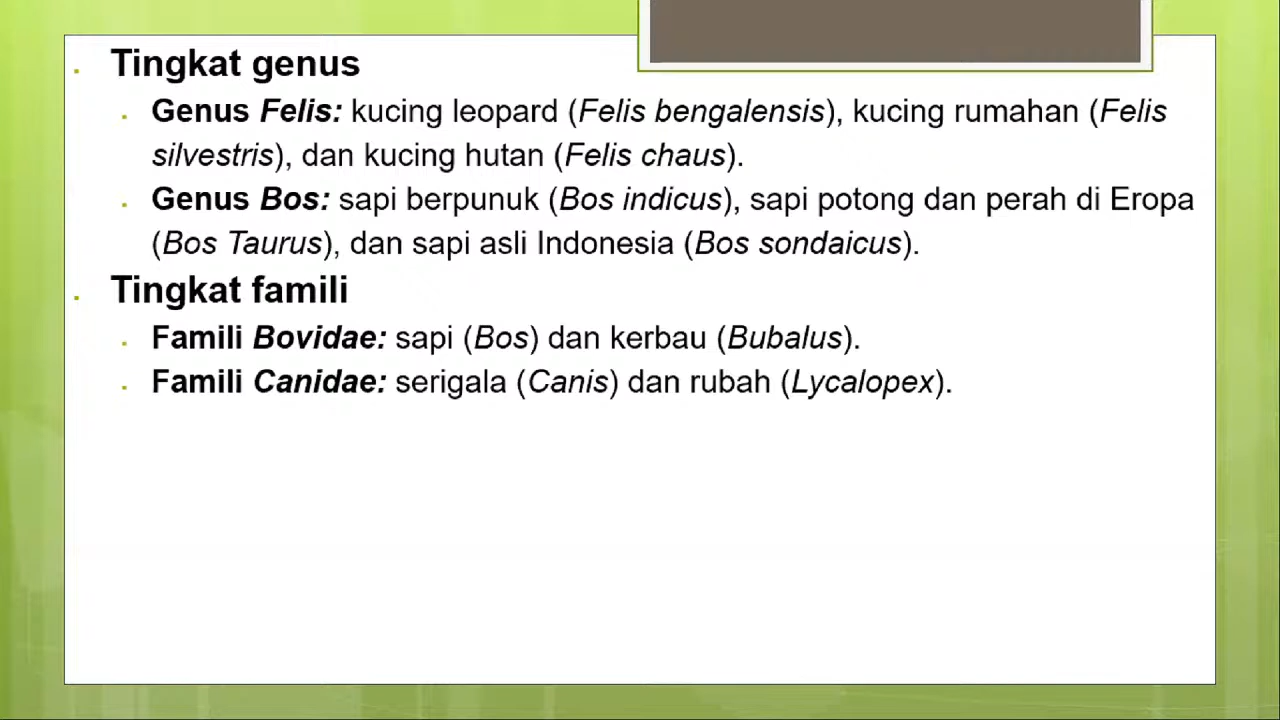 Tingkat genus
Genus Felis: kucing leopard (Felis bengalensis), kucing rumahan (Felis
silvestris), dan kucing hutan (Felis chaus).
Genus Bos: sapi berpunuk (Bos indicus), sapi potong dan perah di Eropa
(Bos Taurus), dan sapi asli Indonesia (Bos sondaicus).
Tingkat famili
Famili Bovidae: sapi (Bos) dan kerbau (Bubalus).
Famili Canidae: serigala (Canis) dan rubah (Lycalopex).